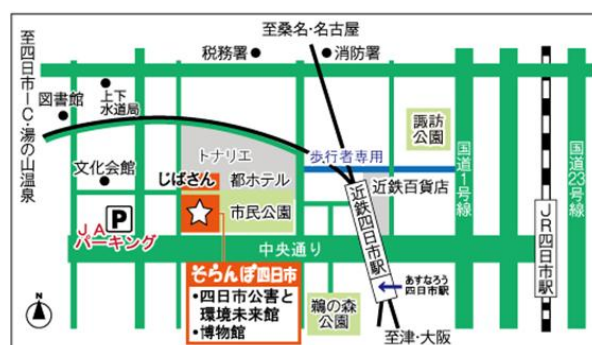 至桑名・名古屋
税務署
消防署
至四日市IC・湯の山温泉
図書館
上下
水道局
諏訪
公園
国道1号線
国道23号線
トナリエ
歩行者専用
文化会館
じばさん
都ホテル
近鉄百貨店
近鉄四日市駅
JR四日市駅
P
JA
パーキング
市民公園
中央通り
そらんぽ四日市
•四日市公害と
環境未来館
•博物館
鵜の森
公園
あすなろう
四日市駅
N
至津・大阪